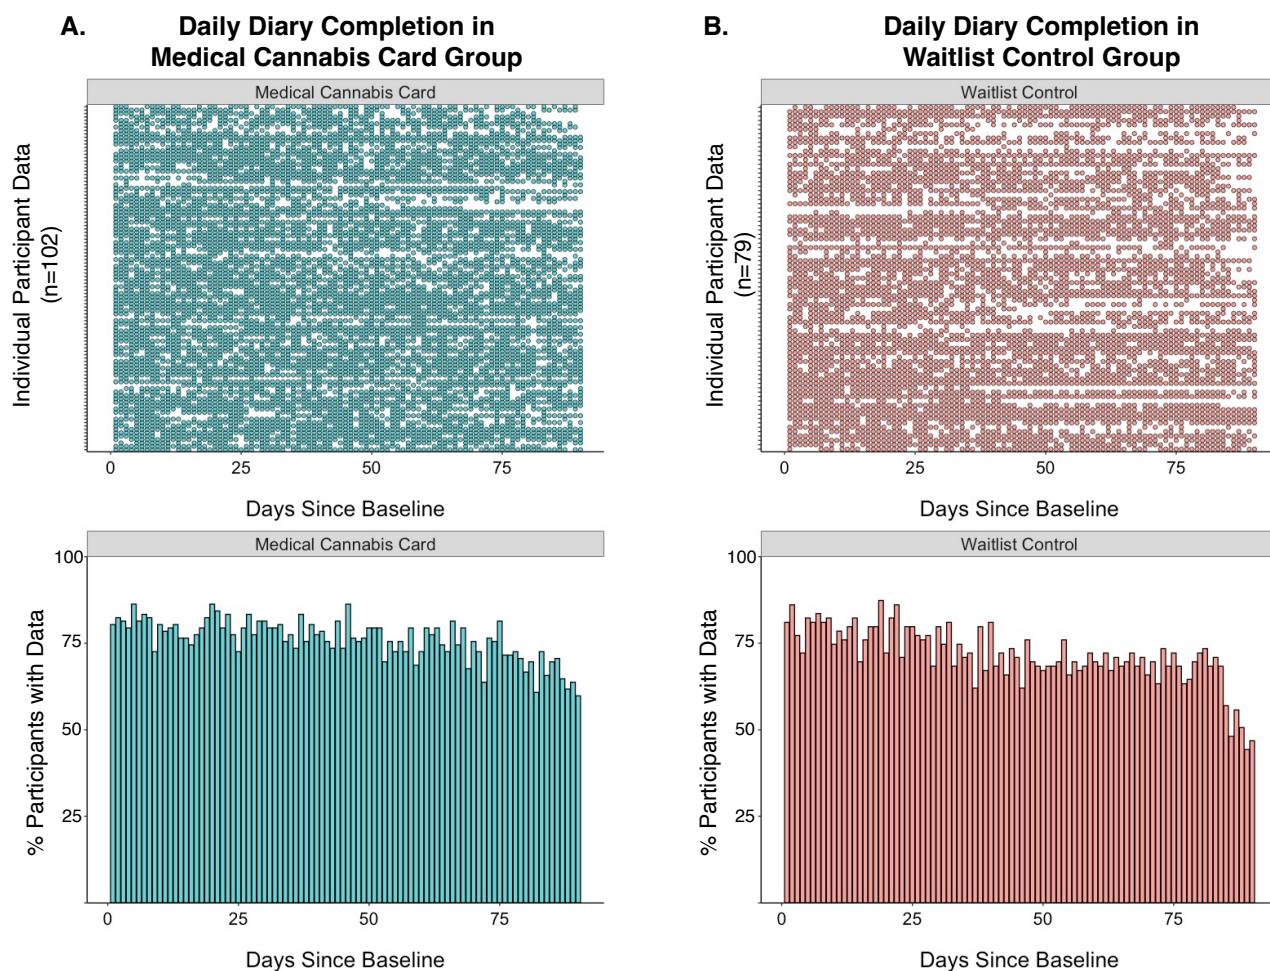 A.
Daily Diary Completion in
Medical Cannabis Card Group
Medical Cannabis Card
Individual Participant Data
(n=102)
0 25 50 75
Days Since Baseline
Medical Cannabis Card
% Participants with Data
100
75
50
25
0 25 50 75
Days Since Baseline
B.
Daily Diary Completion in
Waitlist Control Group
Waitlist Control
Individual Participant Data
(n=79)
0 25 50 75
Days Since Baseline
Waitlist Control
% Participants with Data
100
75
50
25
0 25 50 75
Days Since Baseline